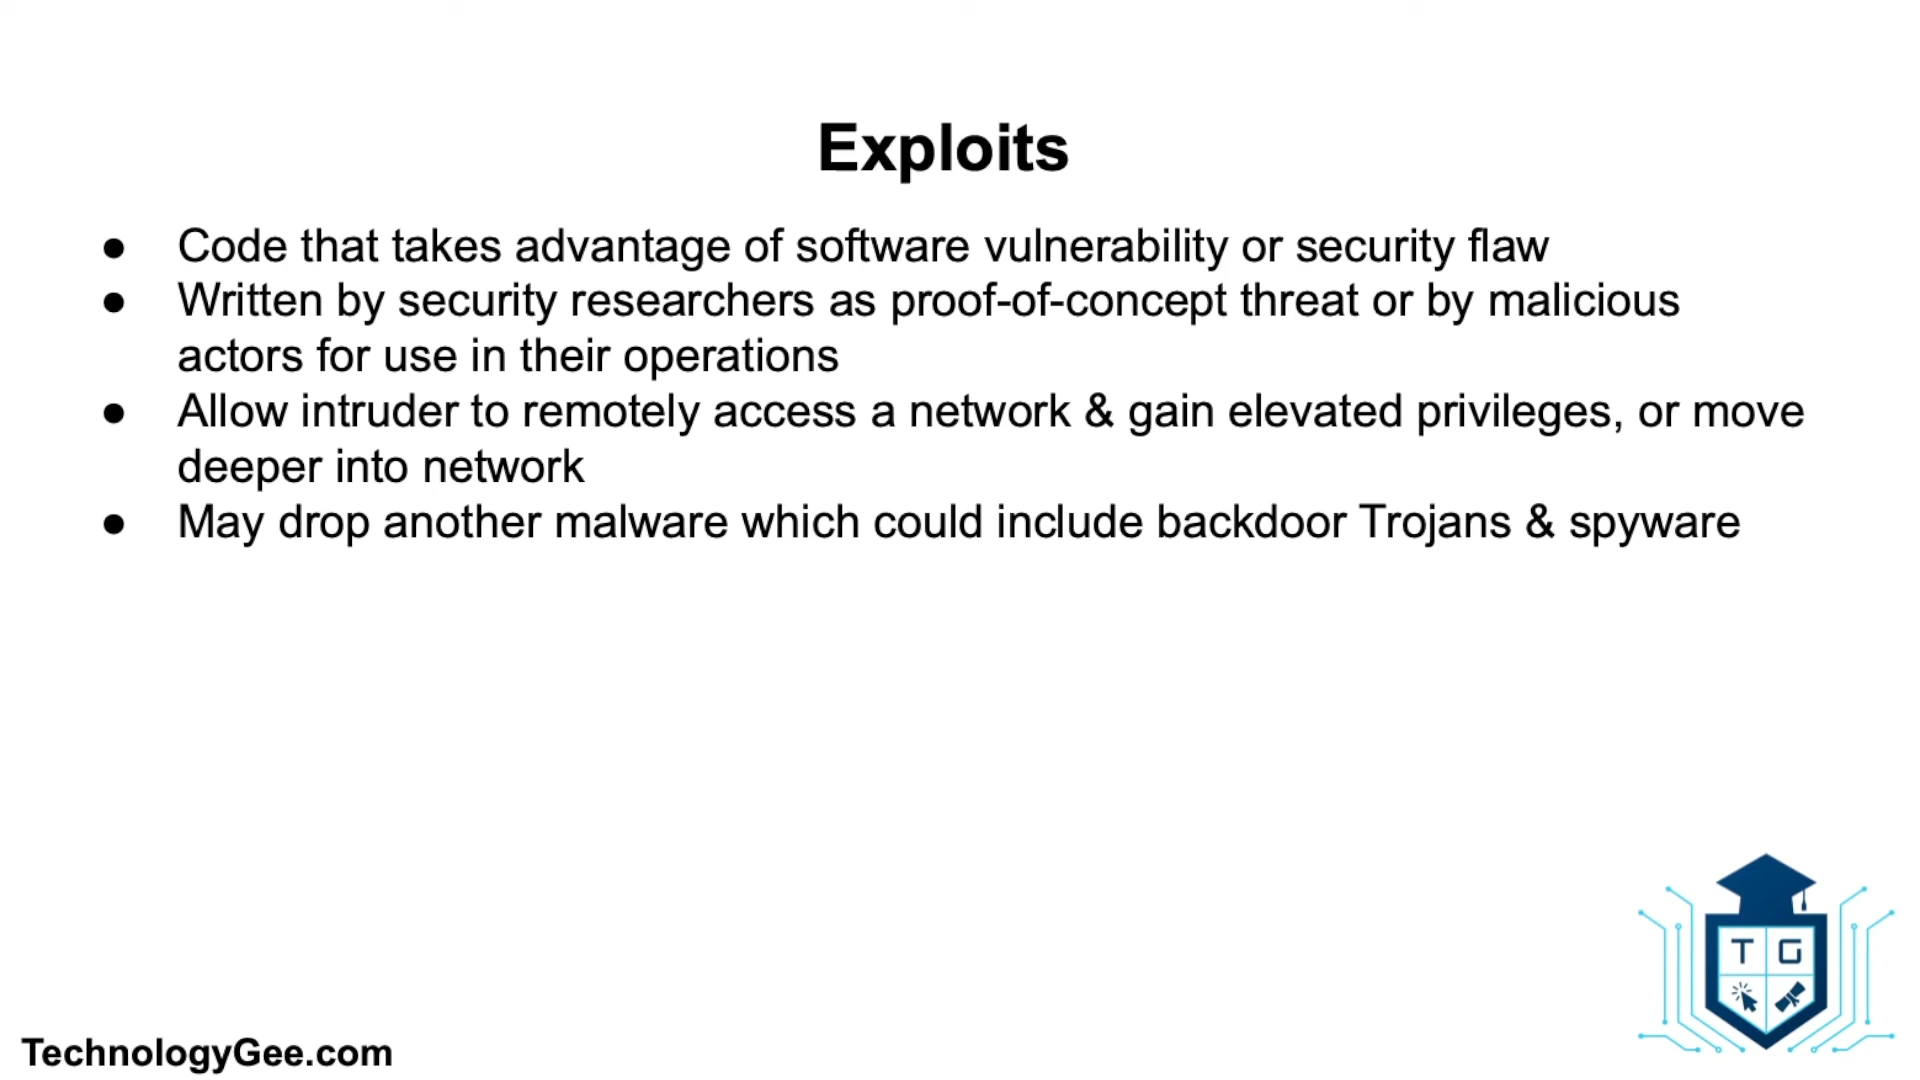 Exploits
● Code that takes advantage of software vulnerability or security flaw
● Written by security researchers as proof-of-concept threat or by malicious
actors for use in their operations
● Allow intruder to remotely access a network & gain elevated privileges, or move
deeper into network
● May drop another malware which could include backdoor Trojans & spyware
T G
TechnologyGee.com